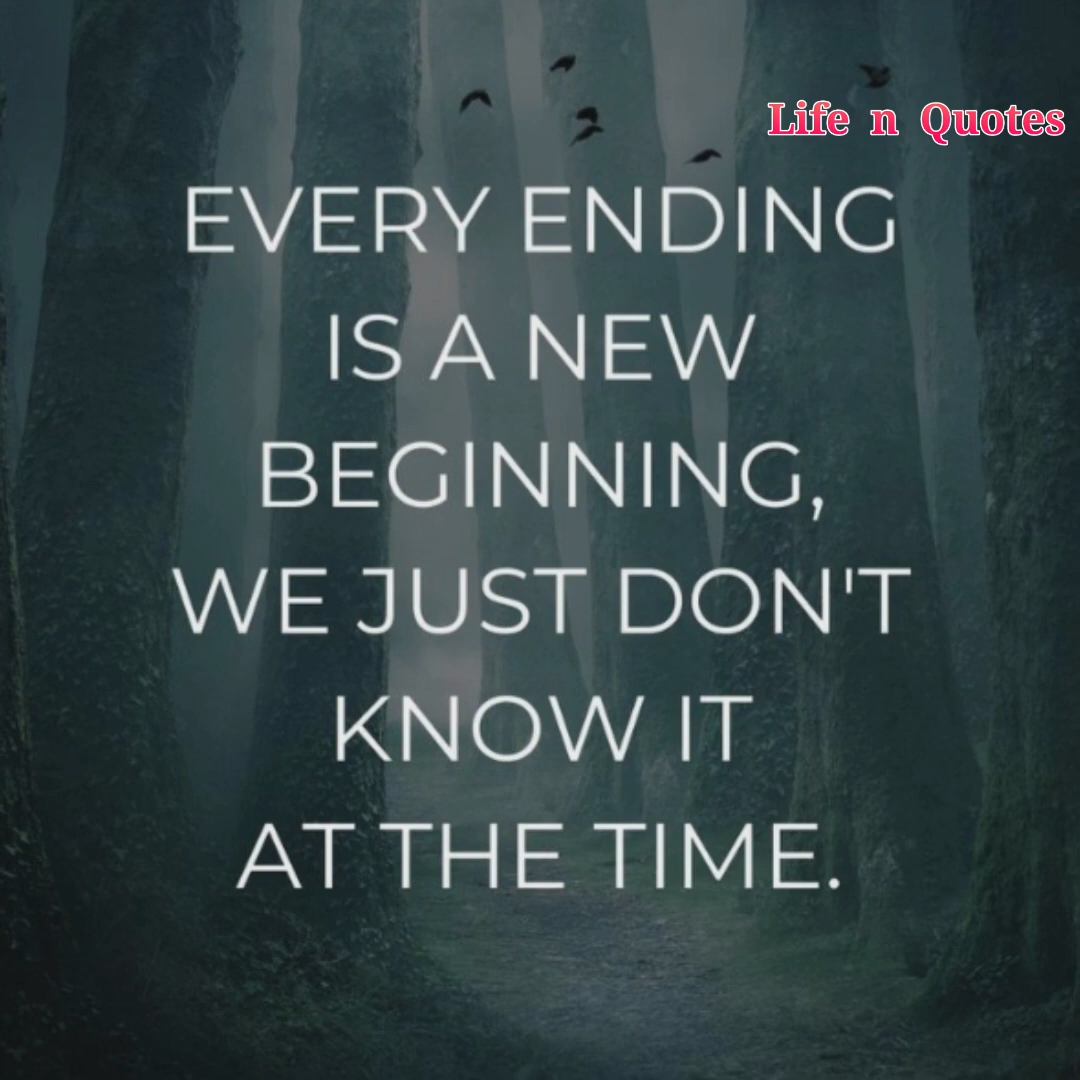 Life n Quotes
EVERY ENDING
IS A NEW
BEGINNING,
WE JUST DON'T
KNOW IT
AT THE TIME.